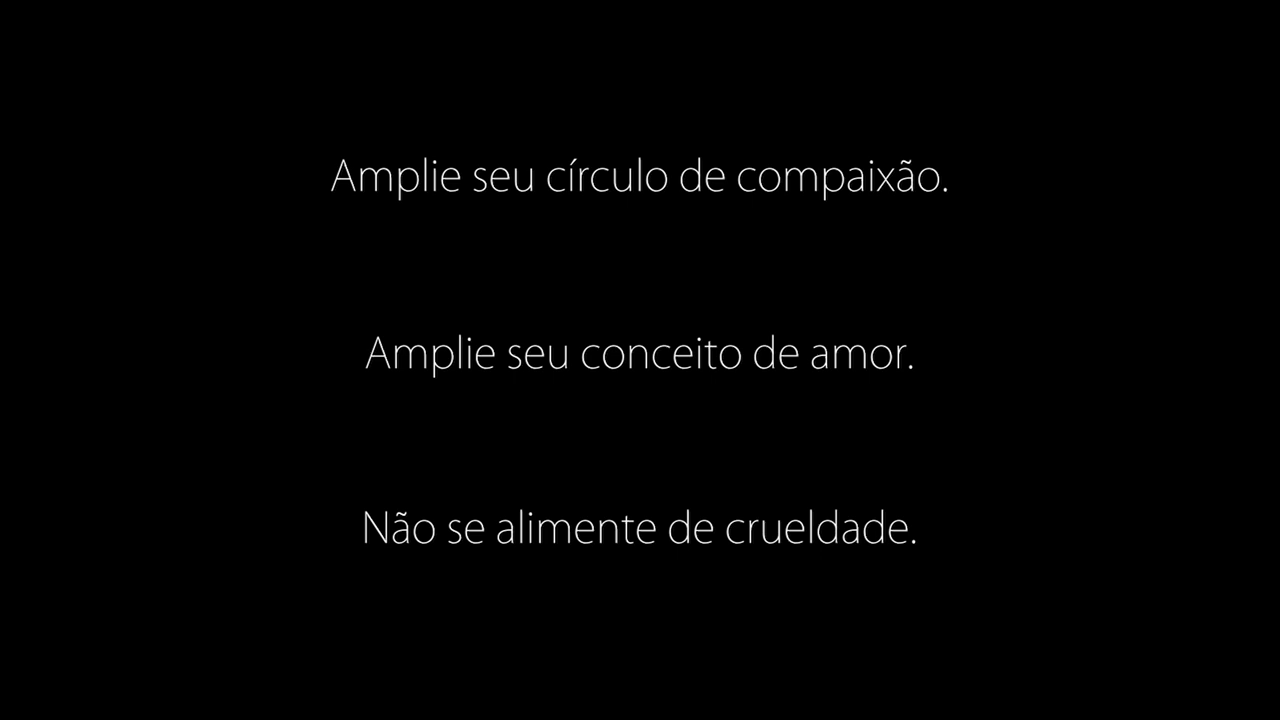 Amplie seu círculo de compaixão.
Amplie seu conceito de amor.
Não se alimente de crueldade.